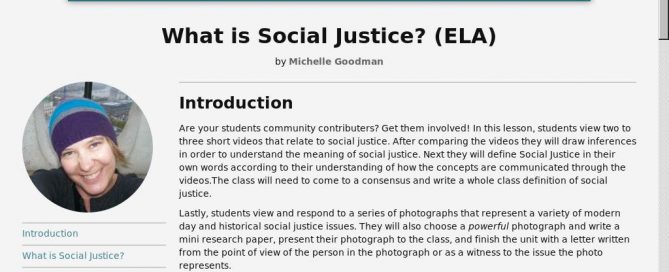 What is Social Justice? (ELA)
by Michelle Goodman
Introduction
Are your students community contributers? Get them involved! In this lesson, students view two to
three short videos that relate to social justice. After comparing the videos they will draw inferences
in order to understand the meaning of social justice. Next they will define Social Justice in their
own words according to their understanding of how the concepts are communicated through the
videos.The class will need to come to a consensus and write a whole class definition of social
justice.
Lastly, students view and respond to a series of photographs that represent a variety of modern
day and historical social justice issues. They will also choose a powerful photograph and write a
mini research paper, present their photograph to the class, and finish the unit with a letter written
from the point of view of the person in the photograph or as a witness to the issue the photo
represents.
Introduction
What is Social Justice?